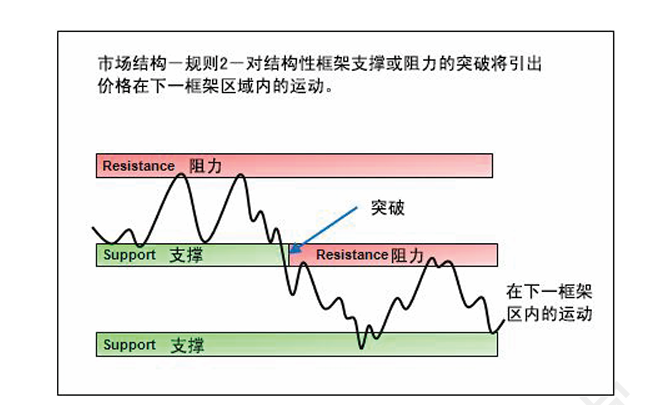 市场结构－规则2－对结构性框架支撑或阻力的突破将引出
价格在下一框架区域内的运动。
Resistance 阻力
突破
Support 支撑
Resistance 阻力
在下一框架
区内的运动
Support 支撑